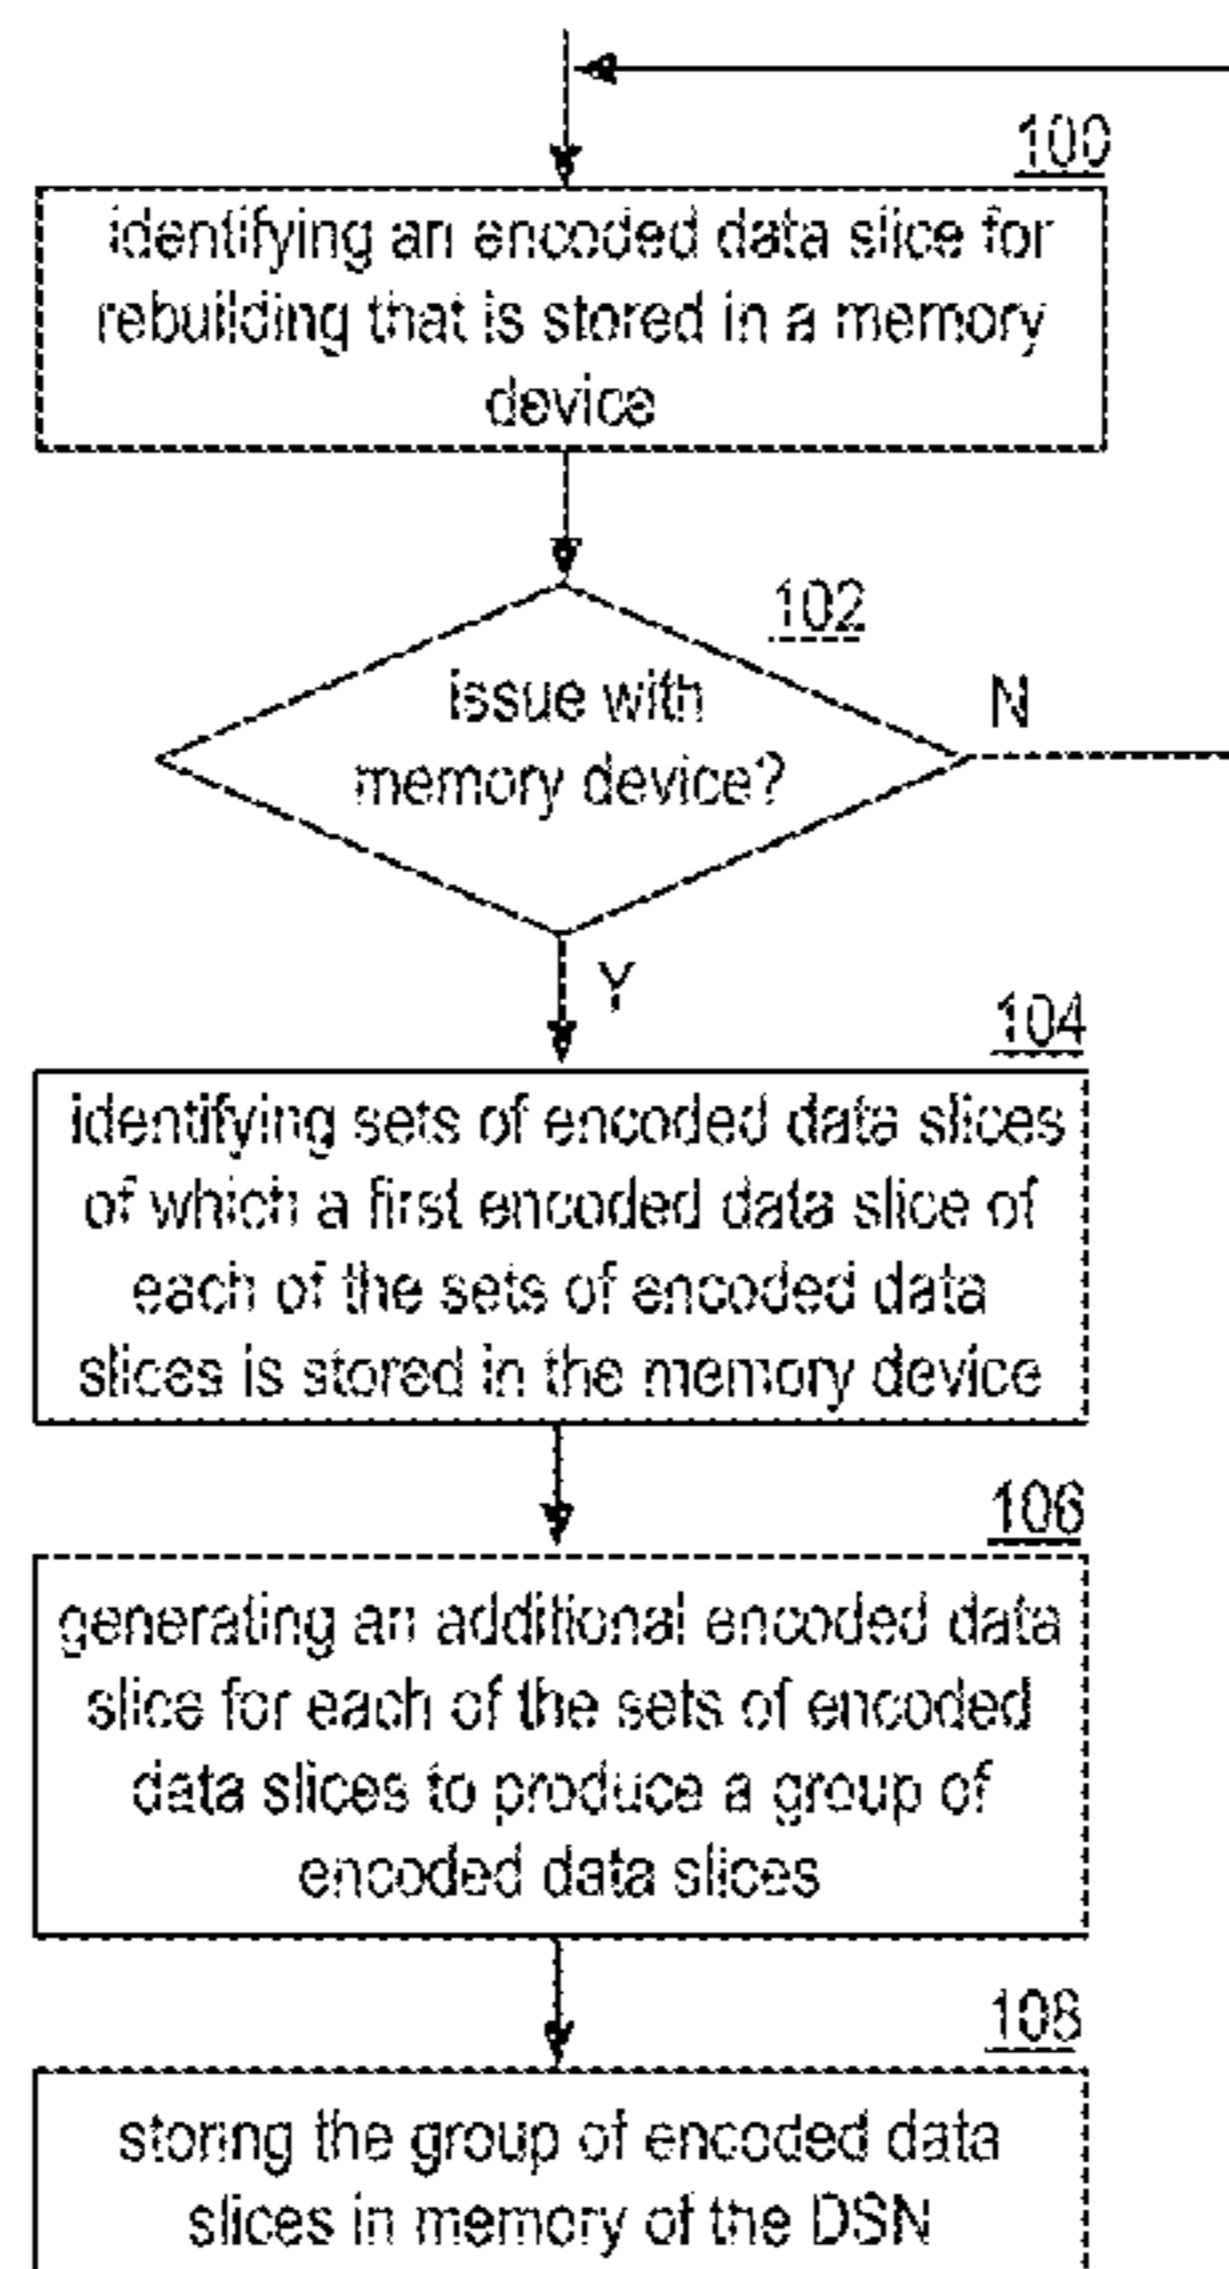 100
identifying an encoded data slice for
rebuilding that is stored in a memory
device
102
issue with
memory device?
N
Y
104
identifying sets of encoded data slices
of which a first encoded data slice of
each of the sets of encoded data
slices is stored in the memory device
106
generating an additional encoded data
slice for each of the sets of encoded
data slices to produce a group of
encoded data slices
108
storing the group of encoded data
slices in memory of the DSN